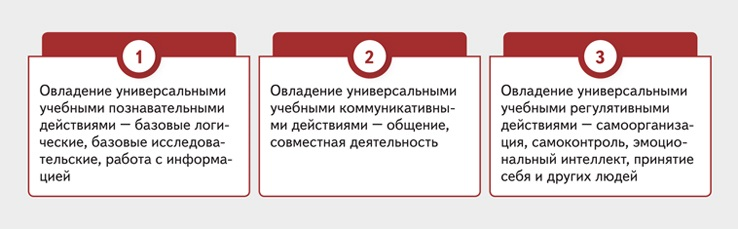 1
Овладение универсальными
учебными познавательными
действиями — базовые логи-
ческие, базовые исследова-
тельские, работа с информа-
цией
2
Овладение универсальными
учебными коммуникативны-
ми действиями — общение,
совместная деятельность
3
Овладение универсальными
учебными регулятивными
действиями — самоорганиза-
ция, самоконтроль, эмоцио-
нальный интеллект, принятие
себя и других людей